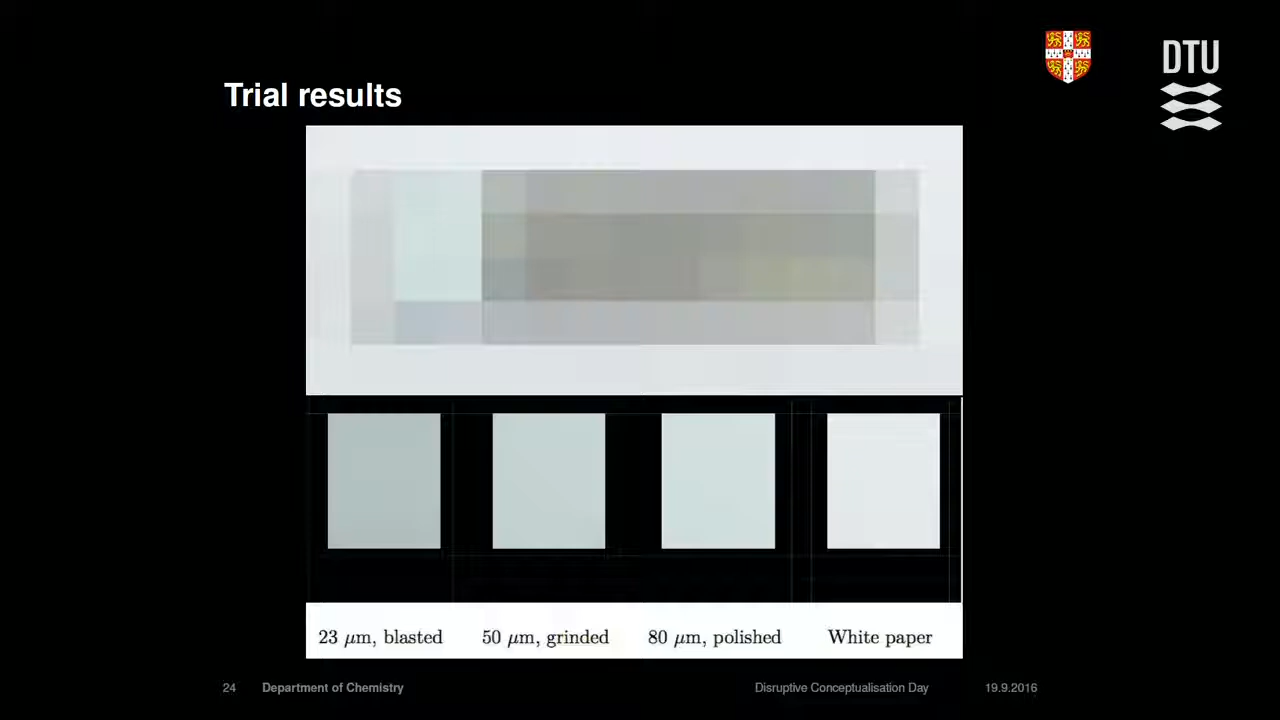 DTU
Trial results
23 μm, blasted
50 μm, grinded
80 μm, polished
White paper
24
Department of Chemistry
Disruptive Conceptualisation Day
19.9.2016